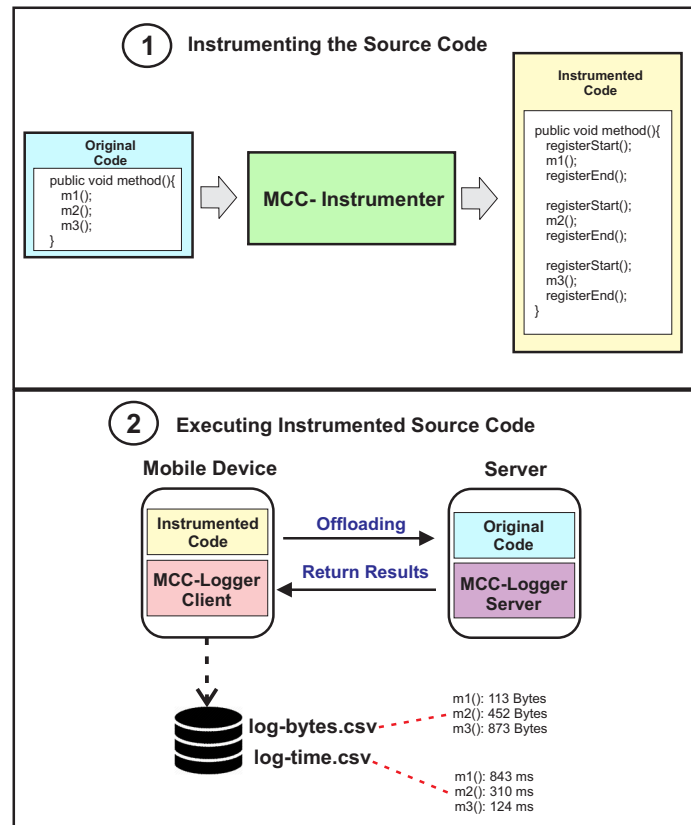 1 Instrumenting the Source Code
Original
Code
public void method(){
m1();
m2();
m3();
}
MCC- Instrumenter
Instrumented
Code
public void method(){
registerStart();
m1();
registerEnd();
registerStart();
m2();
registerEnd();
registerStart();
m3();
registerEnd();
}
2 Executing Instrumented Source Code
Mobile Device
Instrumented
Code
MCC-Logger
Client
Offloading
Return Results
Server
Original
Code
MCC-Logger
Server
log-bytes.csv
log-time.csv
m1(): 113 Bytes
m2(): 452 Bytes
m3(): 873 Bytes
m1(): 843 ms
m2(): 310 ms
m3(): 124 ms